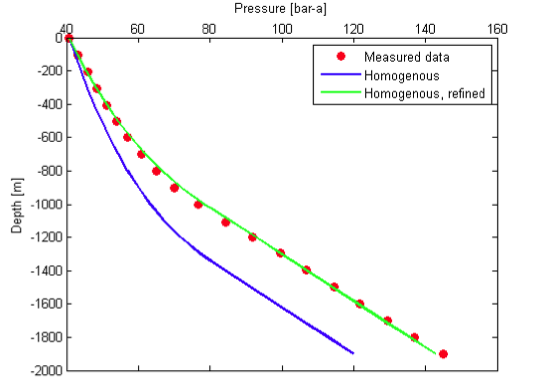 Pressure [bar-a]
40 60 80 100 120 140 160
0
-200
-400
-600
-800
-1000
-1200
-1400
-1600
-1800
-2000
Depth [m]
Measured data
Homogenous
Homogenous, refined